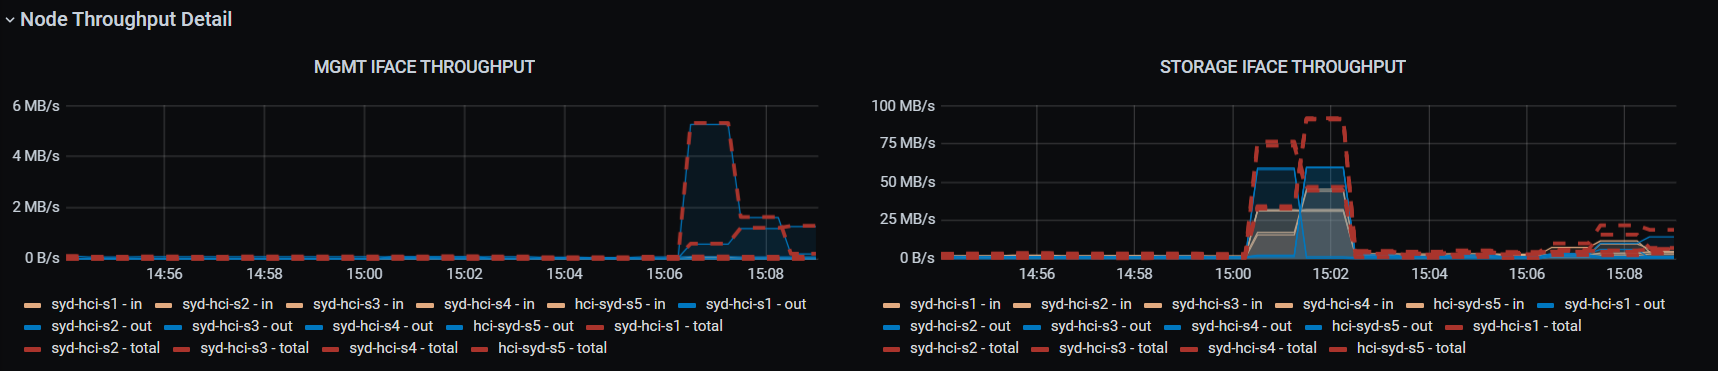 Node Throughput Detail
MGMT IFACE THROUGHPUT
6 MB/s
4 MB/s
2 MB/s
0 B/s
14:56 14:58 15:00 15:02 15:04 15:06 15:08
syd-hci-s1 - in syd-hci-s2 - in syd-hci-s3 - in syd-hci-s4 - in hci-syd-s5 - in syd-hci-s1 - out
syd-hci-s2 - out syd-hci-s3 - out syd-hci-s4 - out hci-syd-s5 - out syd-hci-s1 - total
syd-hci-s2 - total syd-hci-s3 - total syd-hci-s4 - total hci-syd-s5 - total
STORAGE IFACE THROUGHPUT
100 MB/s
75 MB/s
50 MB/s
25 MB/s
0 B/s
14:56 14:58 15:00 15:02 15:04 15:06 15:08
syd-hci-s1 - in syd-hci-s2 - in syd-hci-s3 - in syd-hci-s4 - in hci-syd-s5 - in syd-hci-s1 - out
syd-hci-s2 - out syd-hci-s3 - out syd-hci-s4 - out hci-syd-s5 - out syd-hci-s1 - total
syd-hci-s2 - total syd-hci-s3 - total syd-hci-s4 - total hci-syd-s5 - total